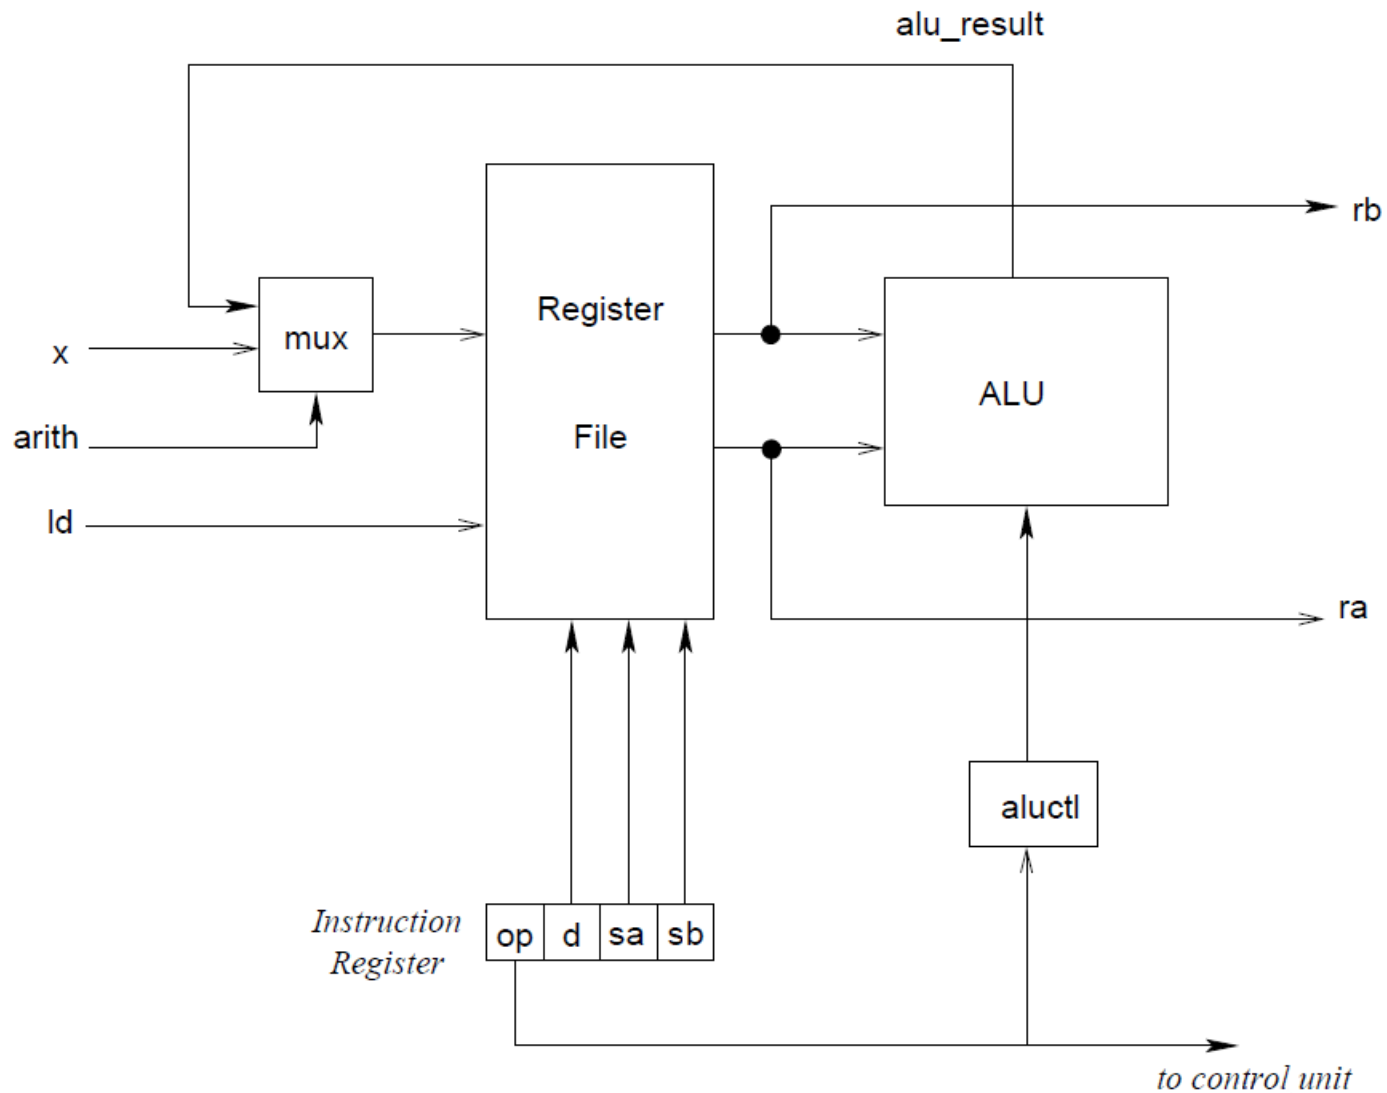 alu_result
rb
Register
mux
x
ALU
arith
File
ld
ra
aluctl
Instruction
Register
op d sa sb
to control unit